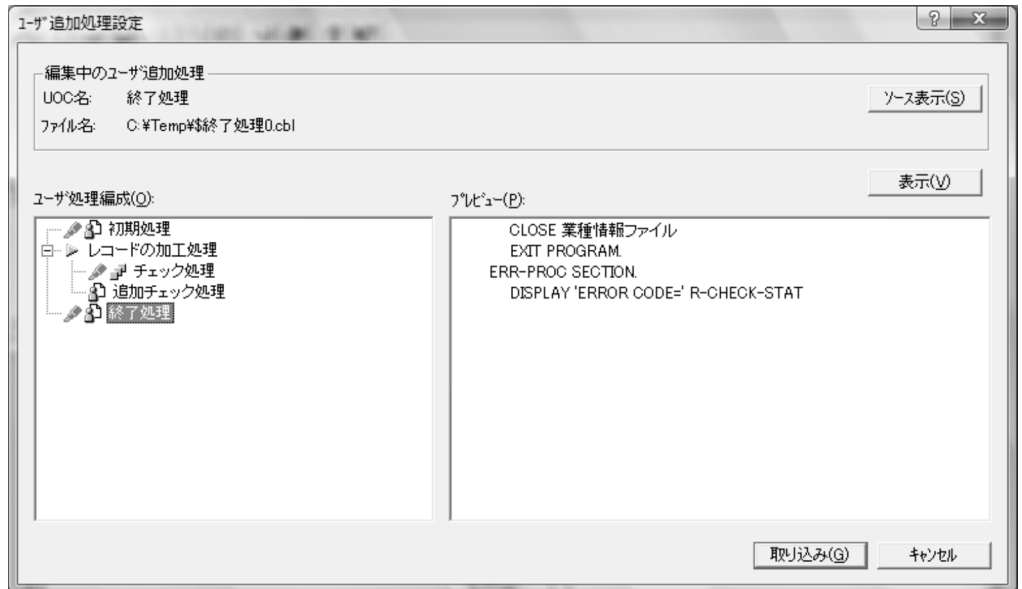 ユーザ追加処理設定
編集中のユーザ追加処理
UOC名: 終了処理
ソース表示(S)
ファイル名: C:¥Temp¥$終了処理0.cbl
表示(V)
ユーザ処理編成(O):
プレビュー(P):
初期処理
レコードの加工処理
チェック処理
追加チェック処理
終了処理
CLOSE 業種情報ファイル
EXIT PROGRAM.
ERR-PROC SECTION.
DISPLAY 'ERROR CODE=' R-CHECK-STAT
取り込み(G)
キャンセル